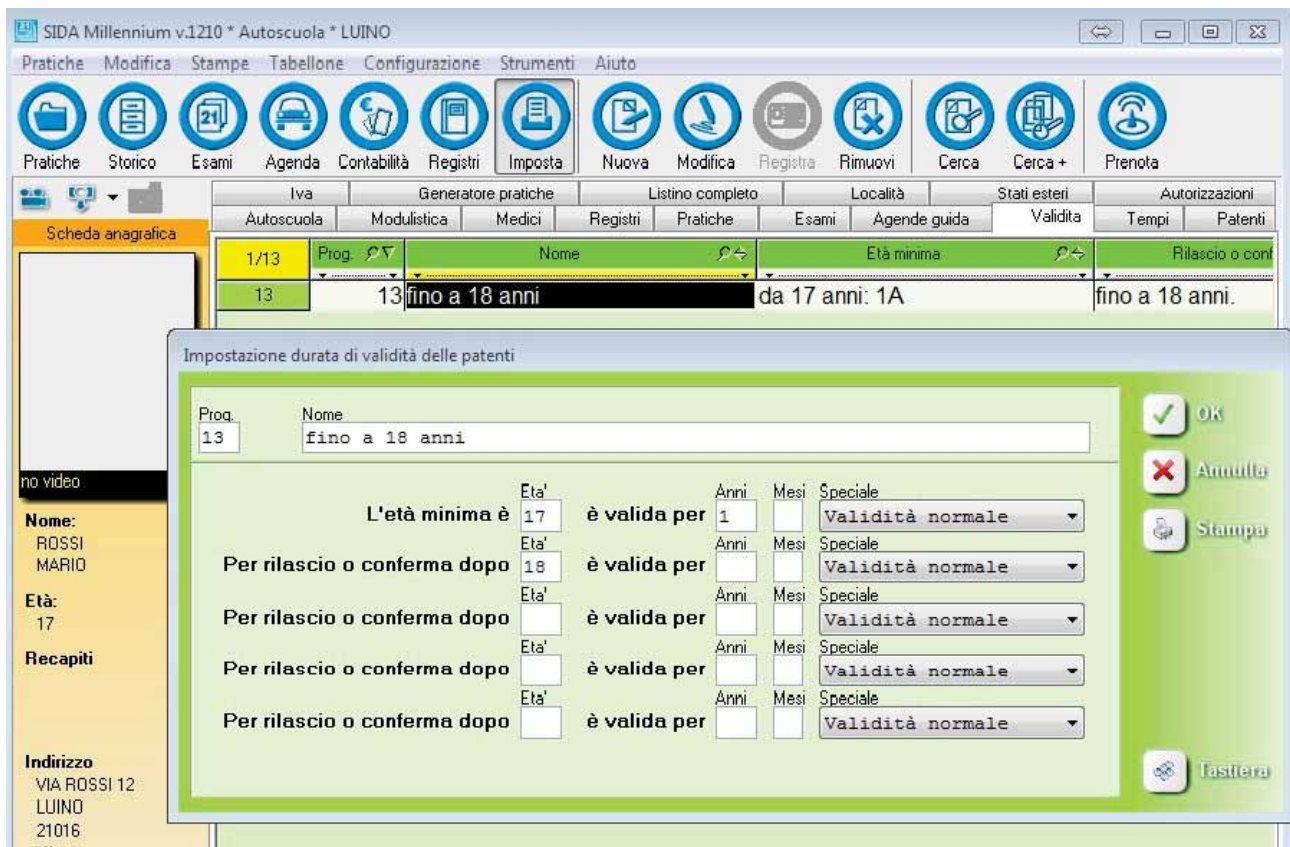 SIDA Millennium v.1210 * Autoscuola * LUINO
Pratiche Modifica Stampe Tabellone Configurazione Strumenti Aiuto
Pratiche Storico Esami Agenda Contabilità Registri Imposta Nuova Modifica Registra Rimuovi Cerca Cerca + Prenota
Iva Generatore pratiche Listino completo Località Stati esteri Autorizzazioni
Autoscuola Modulistica Medici Registri Pratiche Esami Agende guida Validita Tempi Patenti
Scheda anagrafica
1/13 Prog. Nome Età minima Rilascio o conf
13 13 fino a 18 anni da 17 anni: 1A fino a 18 anni.
Impostazione durata di validità delle patenti
Prog. Nome
13 fino a 18 anni
OK
Annulla
Stampa
Tastiera
Eta' Anni Mesi Speciale
L'età minima è 17 è valida per 1 Validità normale
Eta' Anni Mesi Speciale
Per rilascio o conferma dopo 18 è valida per Validità normale
Eta' Anni Mesi Speciale
Per rilascio o conferma dopo è valida per Validità normale
Eta' Anni Mesi Speciale
Per rilascio o conferma dopo è valida per Validità normale
Eta' Anni Mesi Speciale
Per rilascio o conferma dopo è valida per Validità normale
no video
Nome:
ROSSI
MARIO
Età:
17
Recapiti
Indirizzo
VIA ROSSI 12
LUINO
21016